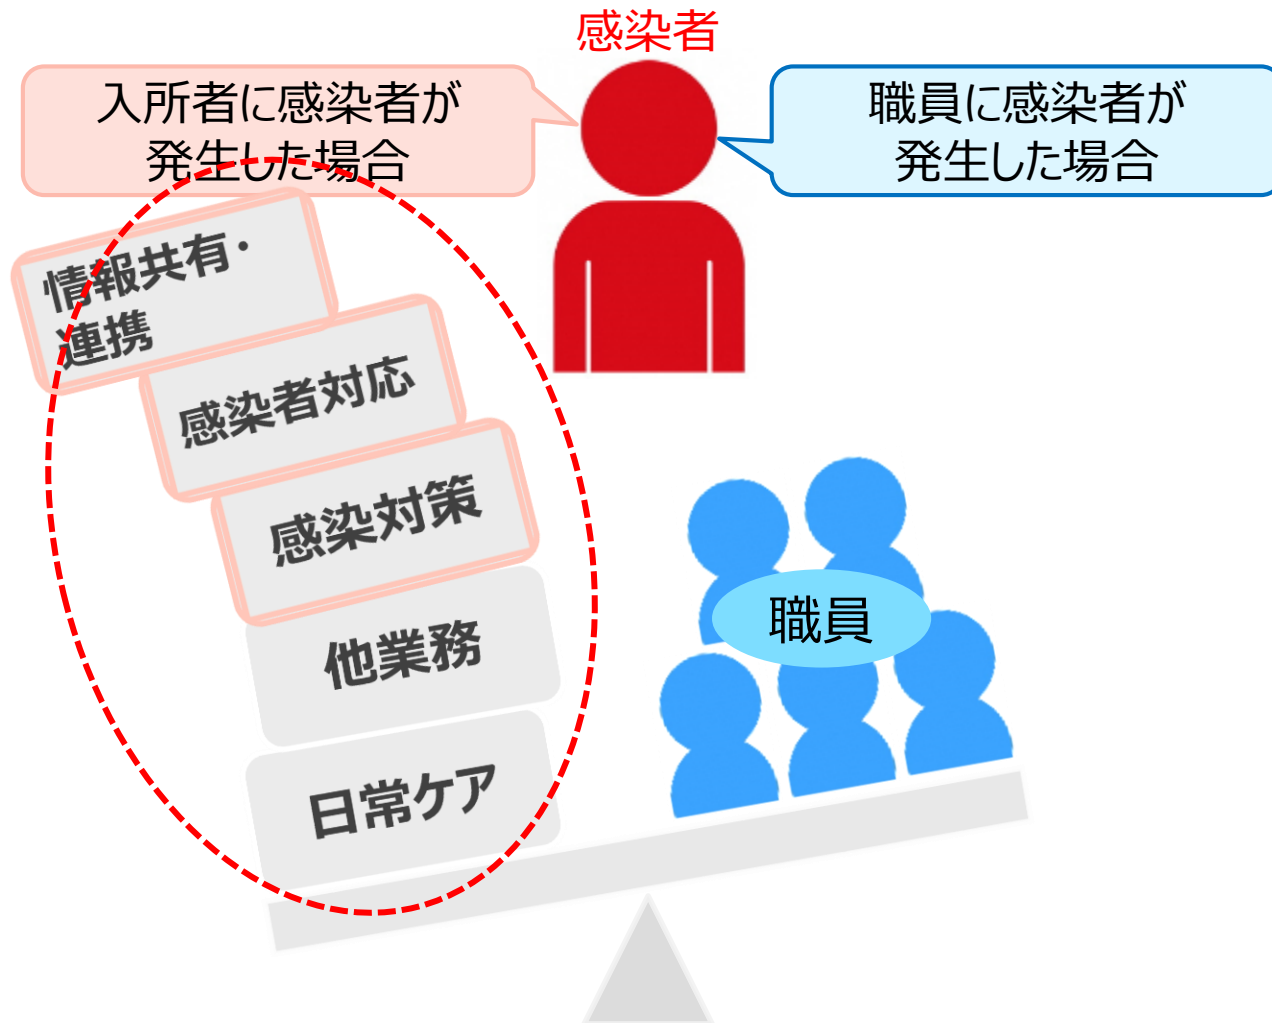 感染者
入所者に感染者が
発生した場合
職員に感染者が
発生した場合
情報共有・
連携
感染者対応
感染対策
他業務
日常ケア
職員